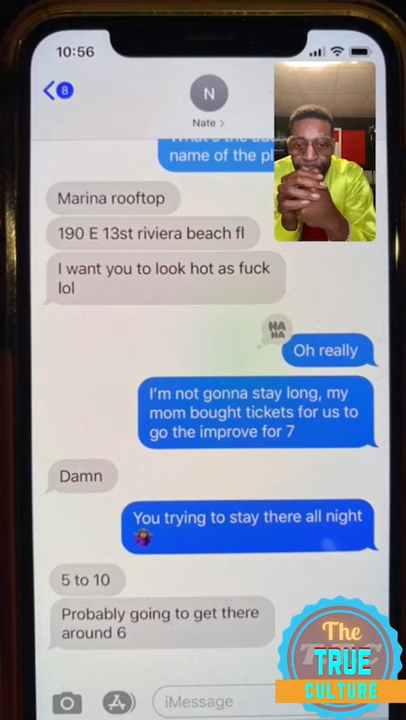 10:56
8
N
Nate >
name of the pl
Marina rooftop
190 E 13st riviera beach fl
I want you to look hot as fuck
lol
HA
HA
Oh really
I'm not gonna stay long, my
mom bought tickets for us to
go the improve for 7
Damn
You trying to stay there all night
5 to 10
Probably going to get there
around 6
iMessage
The
TRUE
CULTURE